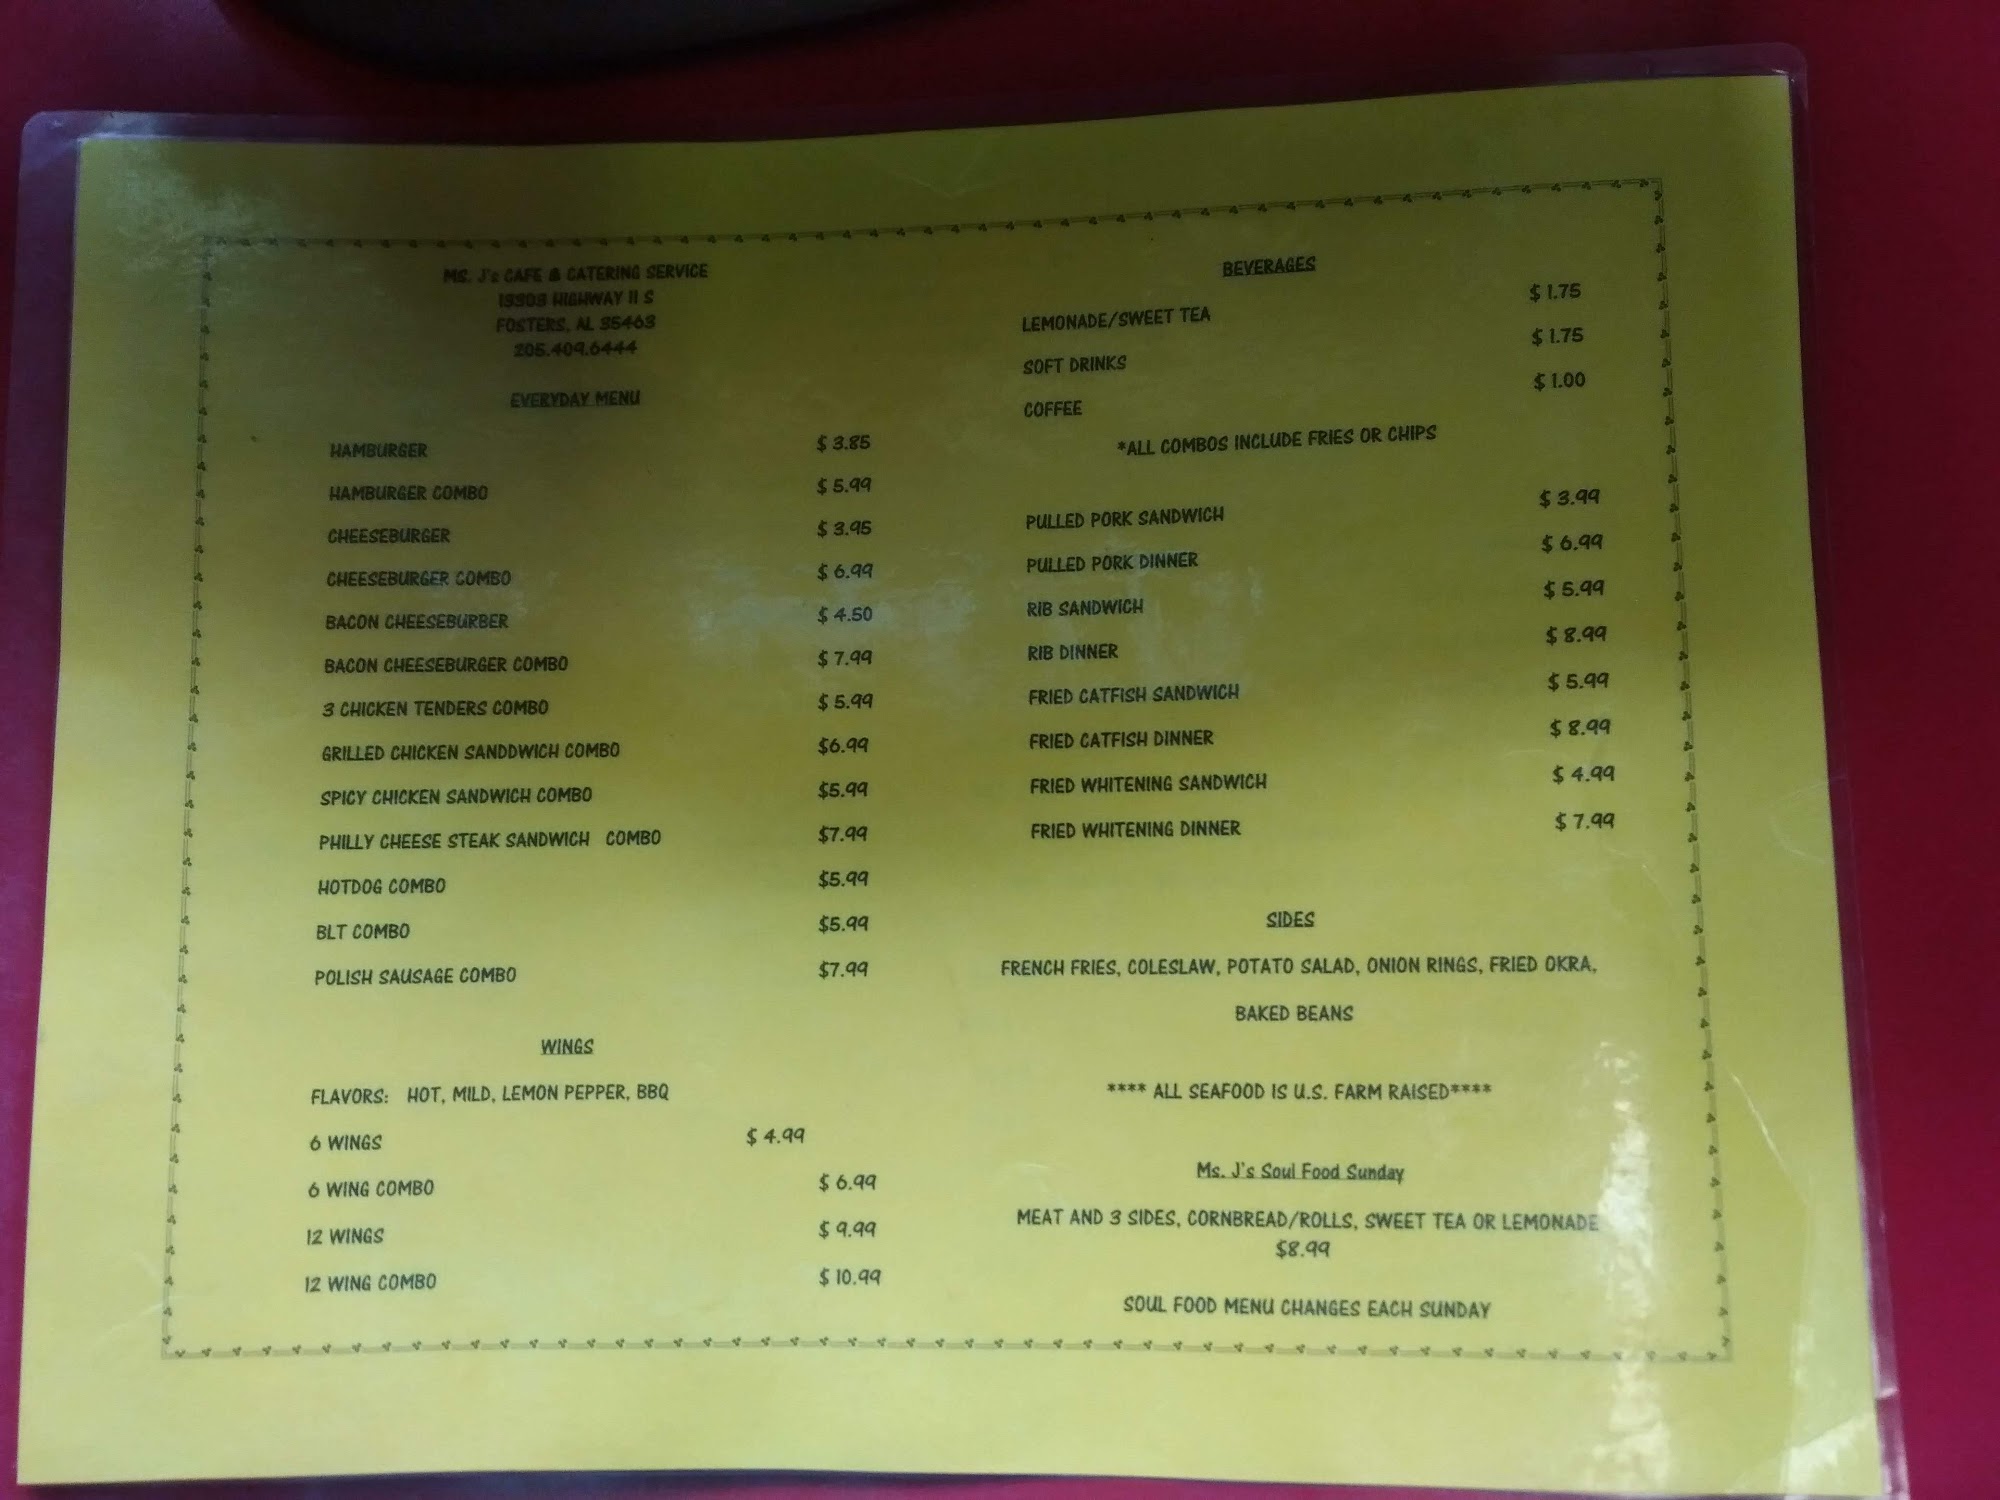 MS. J's CAFE & CATERING SERVICE
13303 HIGHWAY 11 S
FOSTERS, AL 35463
205.409.6444
EVERYDAY MENU
HAMBURGER $ 3.85
HAMBURGER COMBO $ 5.99
CHEESEBURGER $ 3.95
CHEESEBURGER COMBO $ 6.99
BACON CHEESEBURBER $ 4.50
BACON CHEESEBURGER COMBO $ 7.99
3 CHICKEN TENDERS COMBO $ 5.99
GRILLED CHICKEN SANDDWICH COMBO $6.99
SPICY CHICKEN SANDWICH COMBO $5.99
PHILLY CHEESE STEAK SANDWICH COMBO $7.99
HOTDOG COMBO $5.99
BLT COMBO $5.99
POLISH SAUSAGE COMBO $7.99
WINGS
FLAVORS: HOT, MILD, LEMON PEPPER, BBQ
6 WINGS $ 4.99
6 WING COMBO $ 6.99
12 WINGS $ 9.99
12 WING COMBO $ 10.99
BEVERAGES
LEMONADE/SWEET TEA $ 1.75
SOFT DRINKS $ 1.75
COFFEE $ 1.00
*ALL COMBOS INCLUDE FRIES OR CHIPS
PULLED PORK SANDWICH $ 3.99
PULLED PORK DINNER $ 6.99
RIB SANDWICH $ 5.99
RIB DINNER $ 8.99
FRIED CATFISH SANDWICH $ 5.99
FRIED CATFISH DINNER $ 8.99
FRIED WHITENING SANDWICH $ 4.99
FRIED WHITENING DINNER $ 7.99
SIDES
FRENCH FRIES, COLESLAW, POTATO SALAD, ONION RINGS, FRIED OKRA,
BAKED BEANS
**** ALL SEAFOOD IS U.S. FARM RAISED****
Ms. J's Soul Food Sunday
MEAT AND 3 SIDES, CORNBREAD/ROLLS, SWEET TEA OR LEMONADE
$8.99
SOUL FOOD MENU CHANGES EACH SUNDAY